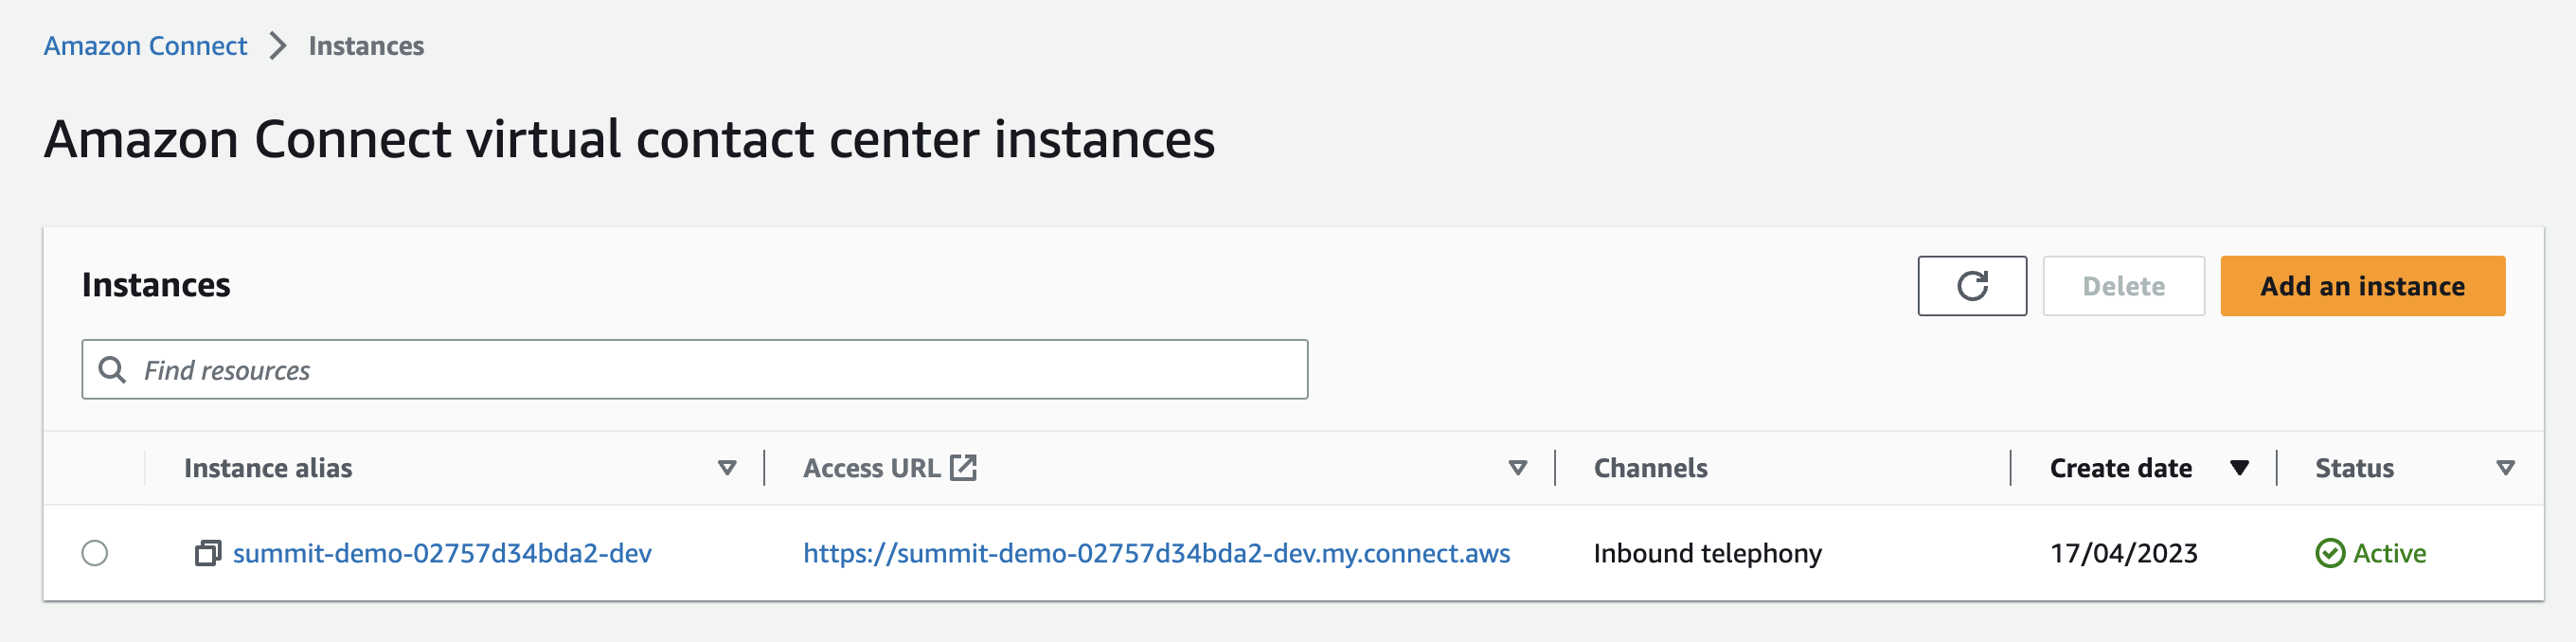 Amazon Connect > Instances
Amazon Connect virtual contact center instances
Instances
Delete
Add an instance
Find resources
Instance alias Access URL Channels Create date Status
summit-demo-02757d34bda2-dev https://summit-demo-02757d34bda2-dev.my.connect.aws Inbound telephony 17/04/2023 Active